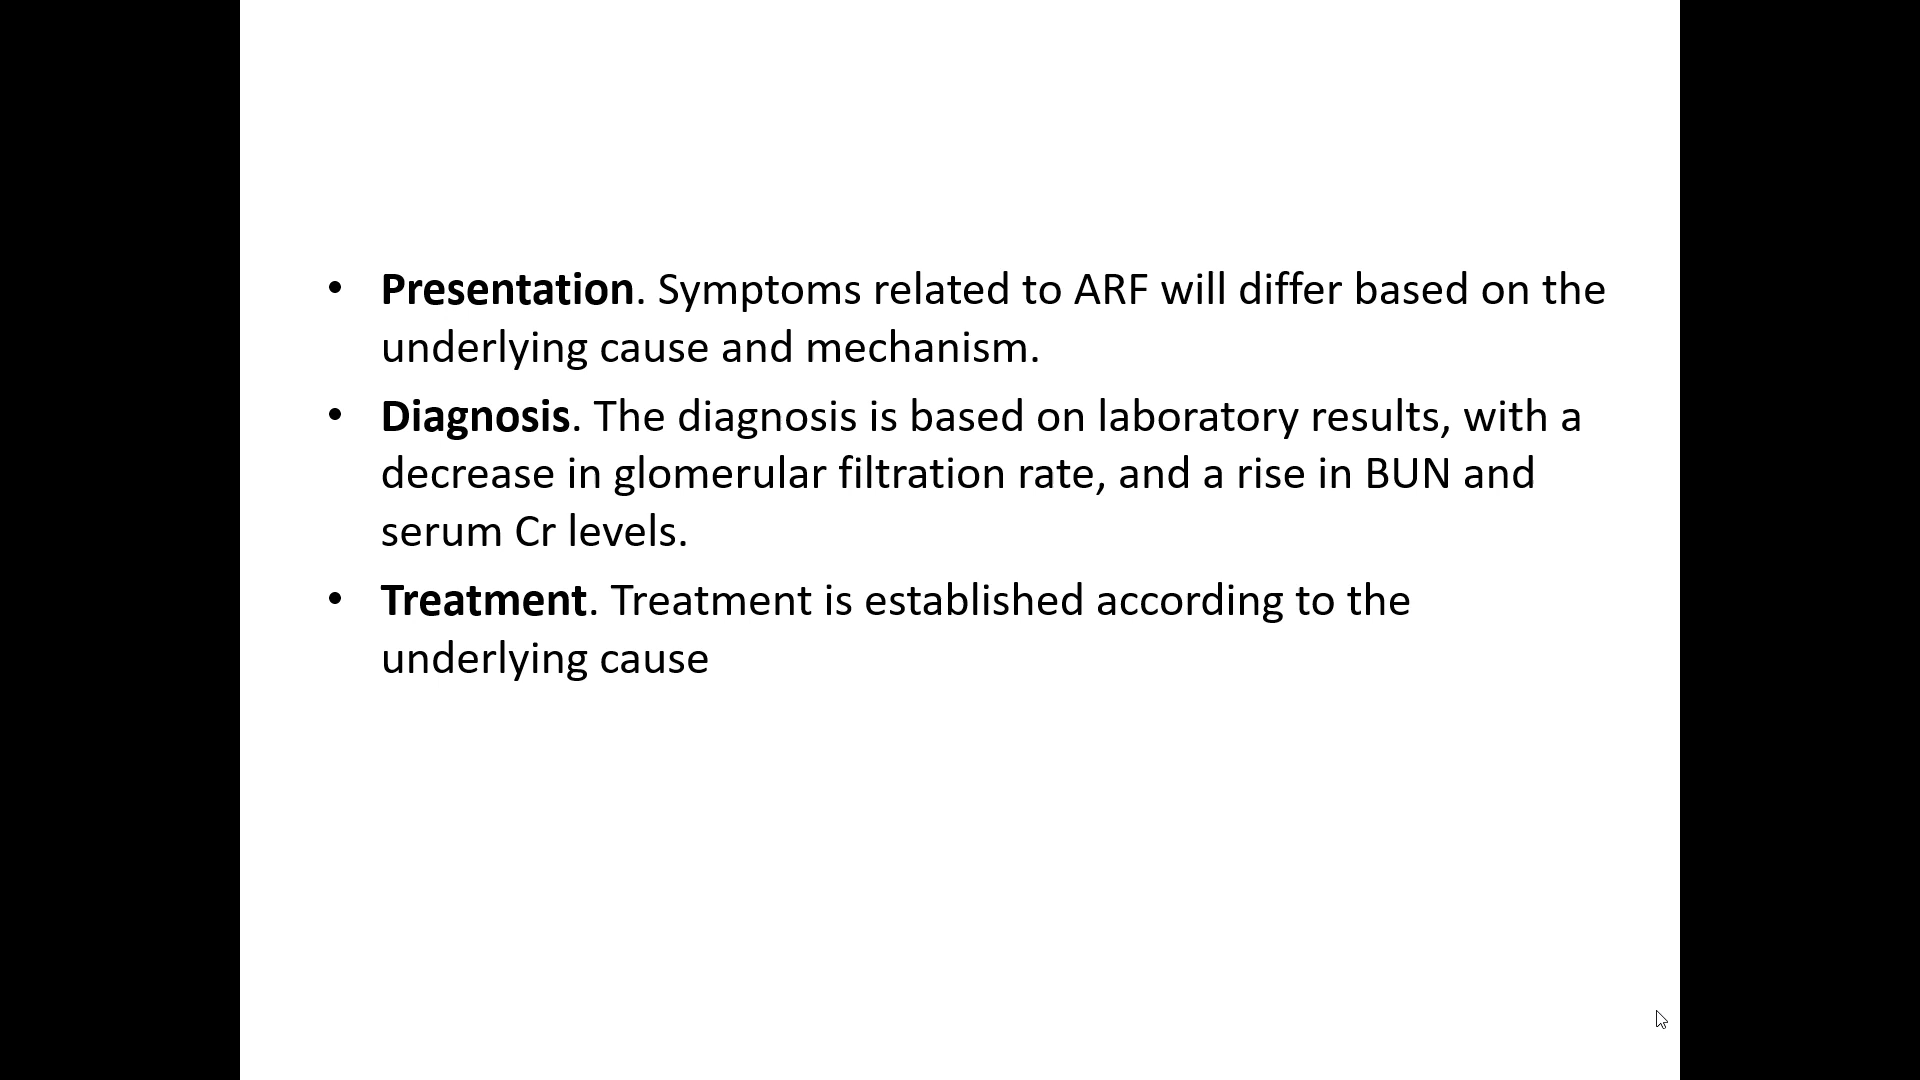 • Presentation. Symptoms related to ARF will differ based on the
underlying cause and mechanism.
• Diagnosis. The diagnosis is based on laboratory results, with a
decrease in glomerular filtration rate, and a rise in BUN and
serum Cr levels.
• Treatment. Treatment is established according to the
underlying cause